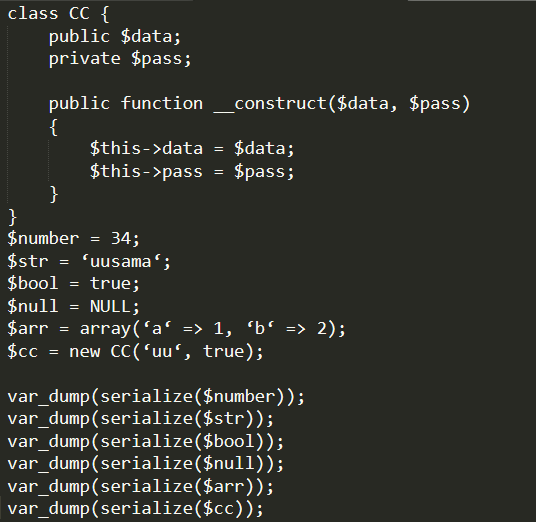 class CC {
    public $data;
    private $pass;

    public function __construct($data, $pass)
    {
        $this->data = $data;
        $this->pass = $pass;
    }
}
$number = 34;
$str = ‘uusama‘;
$bool = true;
$null = NULL;
$arr = array(‘a‘ => 1, ‘b‘ => 2);
$cc = new CC(‘uu‘, true);

var_dump(serialize($number));
var_dump(serialize($str));
var_dump(serialize($bool));
var_dump(serialize($null));
var_dump(serialize($arr));
var_dump(serialize($cc));